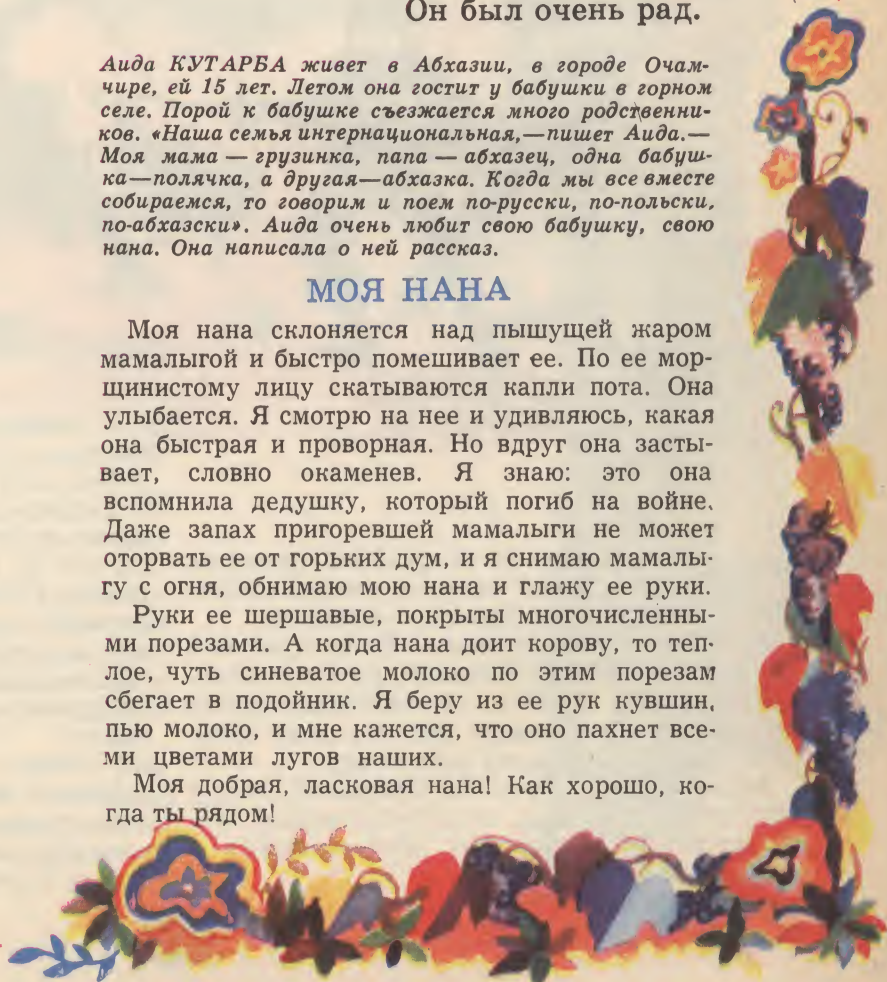 Он был очень рад.
Аида КУТАРБА живет в Абхазии, в городе Очам-
чире, ей 15 лет. Летом она гостит у бабушки в горном
селе. Порой к бабушке съезжается много родственни-
ков. «Наша семья интернациональная,—пишет Аида.—
Моя мама — грузинка, папа — абхазец, одна бабуш-
ка—полячка, а другая—абхазка. Когда мы все вместе
собираемся, то говорим и поем по-русски, по-польски,
по-абхазски». Аида очень любит свою бабушку, свою
нана. Она написала о ней рассказ.
МОЯ НАНА
Моя нана склоняется над пышущей жаром
мамалыгой и быстро помешивает ее. По ее мор-
щинистому лицу скатываются капли пота. Она
улыбается. Я смотрю на нее и удивляюсь, какая
она быстрая и проворная. Но вдруг она засты-
вает, словно окаменев. Я знаю: это она
вспомнила дедушку, который погиб на войне.
Даже запах пригоревшей мамалыги не может
оторвать ее от горьких дум, и я снимаю мамалы-
гу с огня, обнимаю мою нана и глажу ее руки.
Руки ее шершавые, покрыты многочисленны-
ми порезами. А когда нана доит корову, то теп-
лое, чуть синеватое молоко по этим порезам
сбегает в подойник. Я беру из ее рук кувшин,
пью молоко, и мне кажется, что оно пахнет все-
ми цветами лугов наших.
Моя добрая, ласковая нана! Как хорошо, ко-
гда ты рядом!